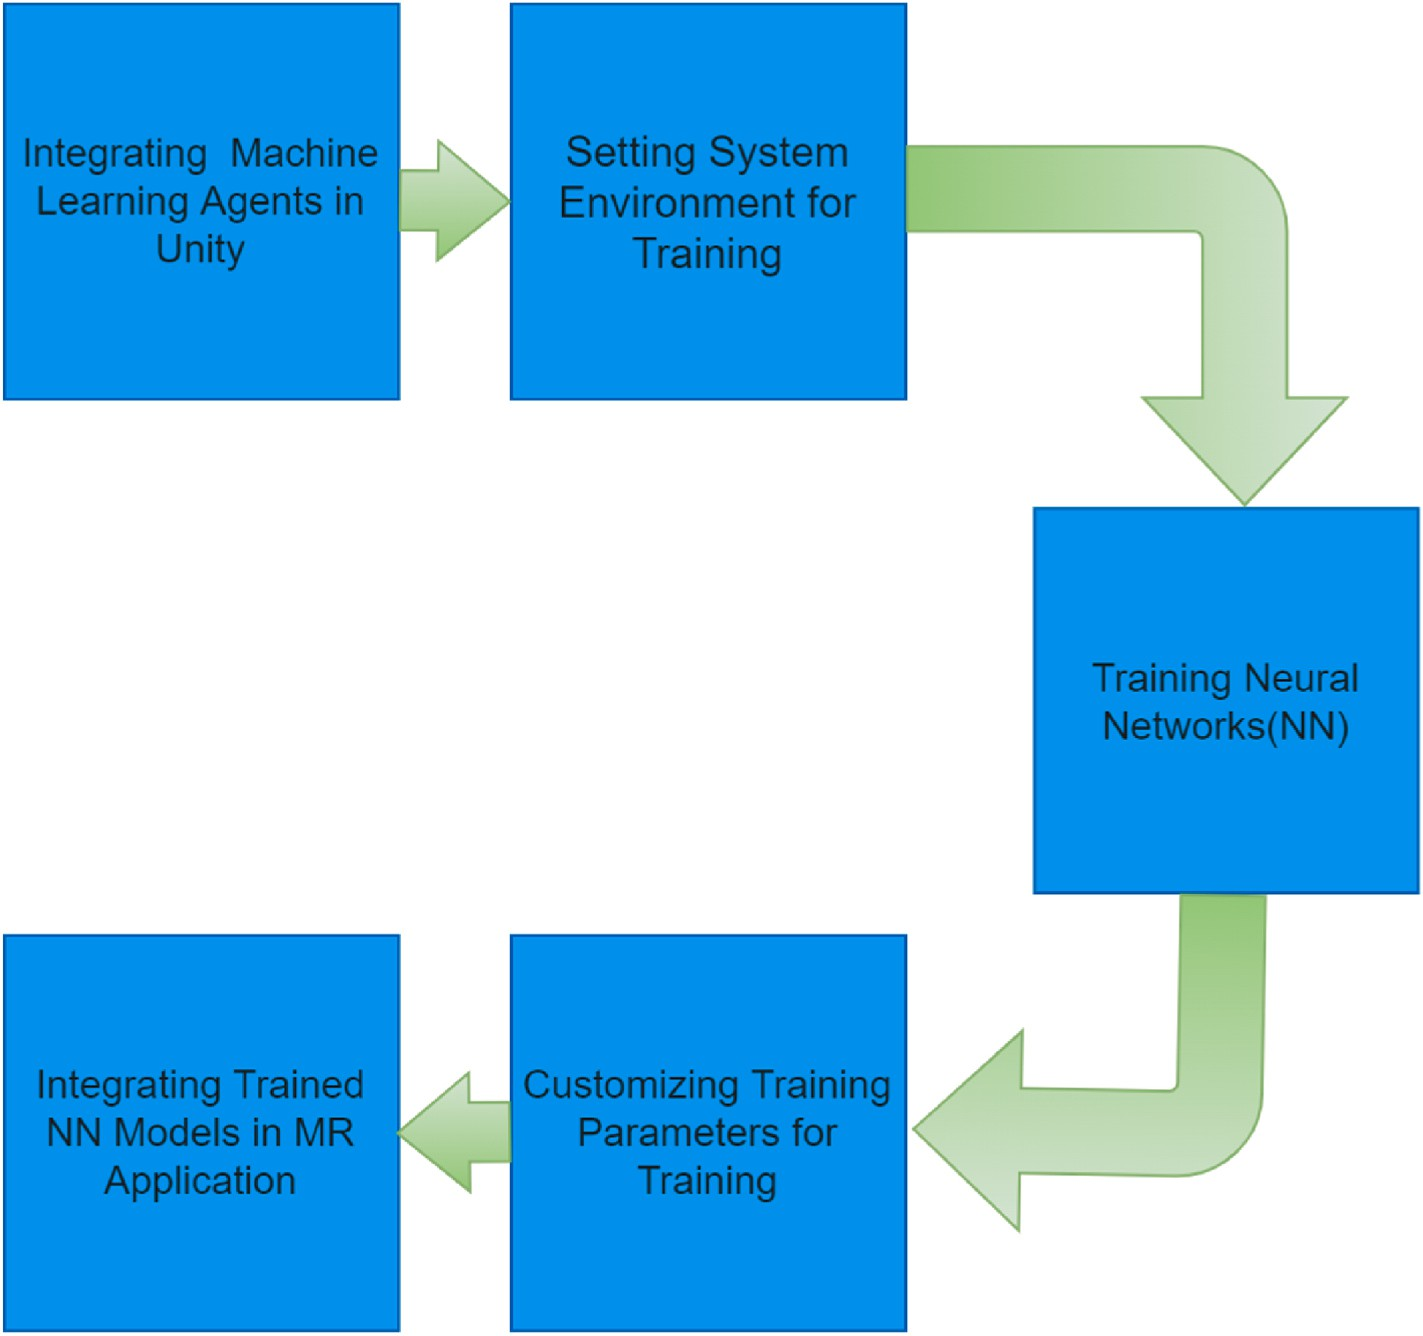 Integrating  Machine
Learning Agents in
Unity
Setting System
Environment for
Training
Training Neural
Networks(NN)
Customizing Training
Parameters for
Training
Integrating Trained
NN Models in MR
Application